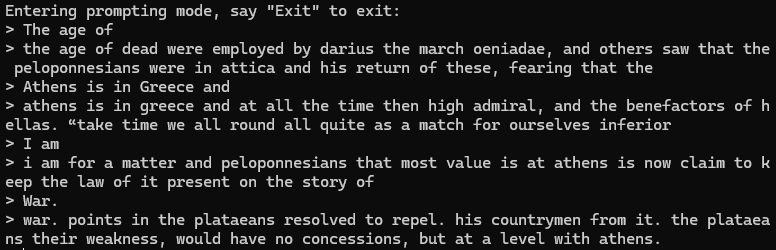 Entering prompting mode, say "Exit" to exit:
> The age of
> the age of dead were employed by darius the march oeniadae, and others saw that the
 peloponnesians were in attica and his return of these, fearing that the
> Athens is in Greece and
> athens is in greece and at all the time then high admiral, and the benefactors of h
ellas. “take time we all round all quite as a match for ourselves inferior
> I am
> i am for a matter and peloponnesians that most value is at athens is now claim to k
eep the law of it present on the story of
> War.
> war. points in the plataeans resolved to repel. his countrymen from it. the plataea
ns their weakness, would have no concessions, but at a level with athens.